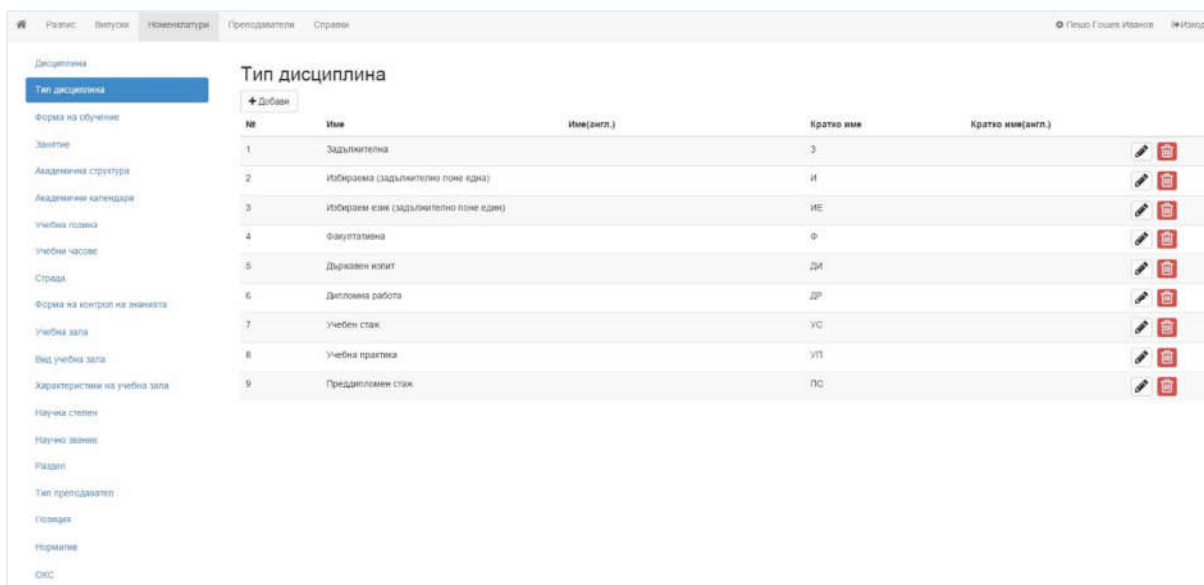 Разпис Випуски Номенклатури Преподаватели Справки Пешо Гошев Иванов Изход
Дисциплина
Тип дисциплина
Форма на обучение
Занятие
Академична структура
Академични календари
Учебна година
Учебни часове
Сграда
Форма на контрол на знанията
Учебна зала
Вид учебна зала
Характеристики на учебна зала
Научна степен
Научно звание
Раздел
Тип преподавател
Позиция
Норматив
ОКС
Тип дисциплина
+ Добави
№ Име Име(англ.) Кратко име Кратко име(англ.)
1 Задължителна З
2 Избираема (задължително поне една) И
3 Избираем език (задължително поне един) ИЕ
4 Факултативна Ф
5 Държавен изпит ДИ
6 Дипломна работа ДР
7 Учебен стаж УС
8 Учебна практика УП
9 Преддипломен стаж ПС